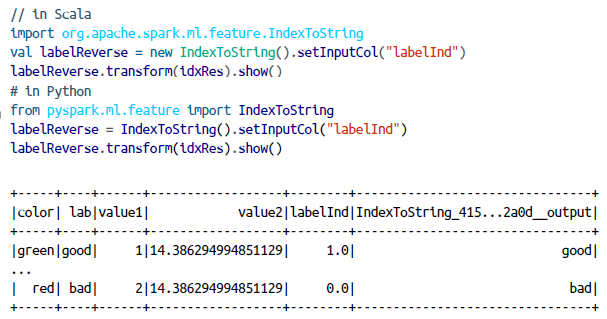 // in Scala
import org.apache.spark.ml.feature.IndexToString
val labelReverse = new IndexToString().setInputCol("labelInd")
labelReverse.transform(idxRes).show()
# in Python
from pyspark.ml.feature import IndexToString
labelReverse = IndexToString().setInputCol("labelInd")
labelReverse.transform(idxRes).show()
+-----+----+------+------------------+--------+--------------------------------+
|color| lab|value1|            value2|labelInd|IndexToString_415...2a0d__output|
+-----+----+------+------------------+--------+--------------------------------+
|green|good|     1|14.386294994851129|     1.0|                            good|
...
|  red| bad|     2|14.386294994851129|     0.0|                             bad|
+-----+----+------+------------------+--------+--------------------------------+